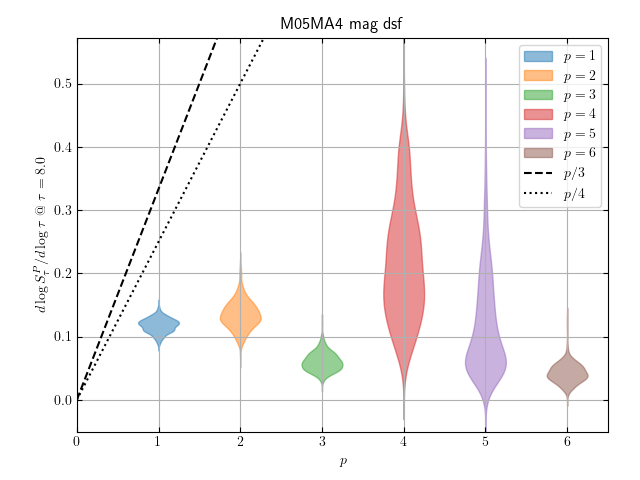 M05MA4 mag dsf
d log S_τ^P / d log τ @ τ = 8.0
0.5
0.4
0.3
0.2
0.1
0.0
0 1 2 3 4 5 6
p
p = 1
p = 2
p = 3
p = 4
p = 5
p = 6
p/3
p/4